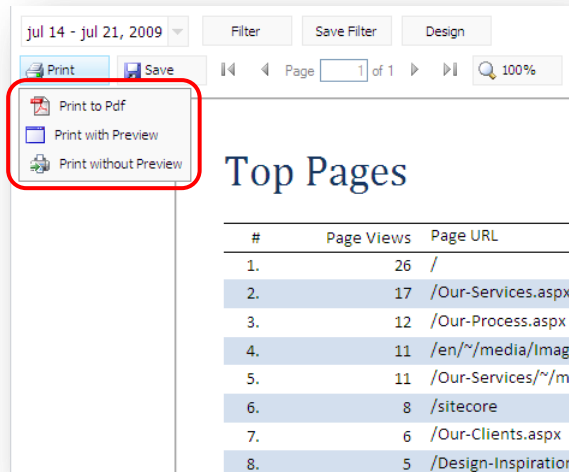 jul 14 - jul 21, 2009 Filter Save Filter Design
Print Save Page 1 of 1 100%
Print to Pdf
Print with Preview
Print without Preview
Top Pages
# Page Views Page URL
1. 26 /
2. 17 /Our-Services.aspx
3. 12 /Our-Process.aspx
4. 11 /en/~/media/Imag
5. 11 /Our-Services/~/m
6. 8 /sitecore
7. 6 /Our-Clients.aspx
8. 5 /Design-Inspiration